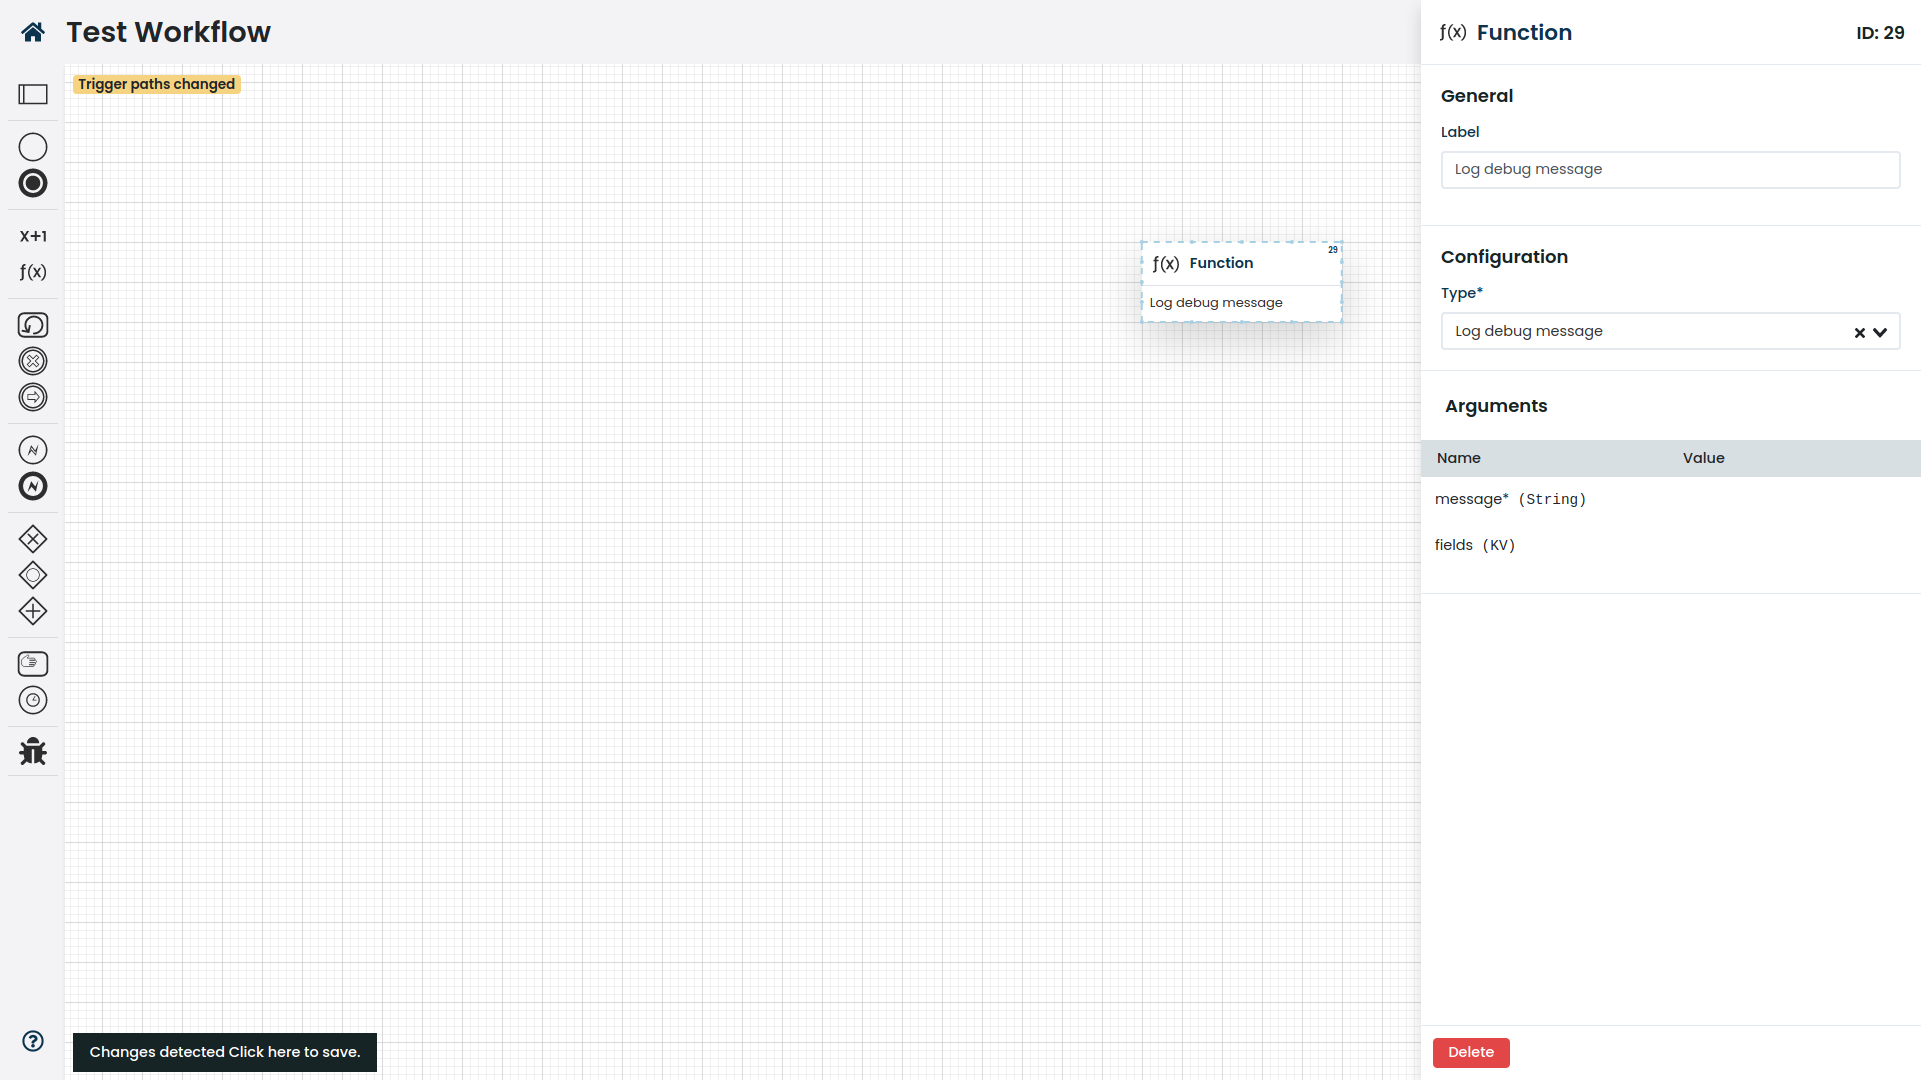 Test Workflow
Trigger paths changed
X+1
ƒ(x)
29
ƒ(x) Function
Log debug message
Changes detected Click here to save.
ƒ(x) Function
ID: 29
General
Label
Log debug message
Configuration
Type*
Log debug message
Arguments
Name Value
message* (String)
fields (KV)
Delete